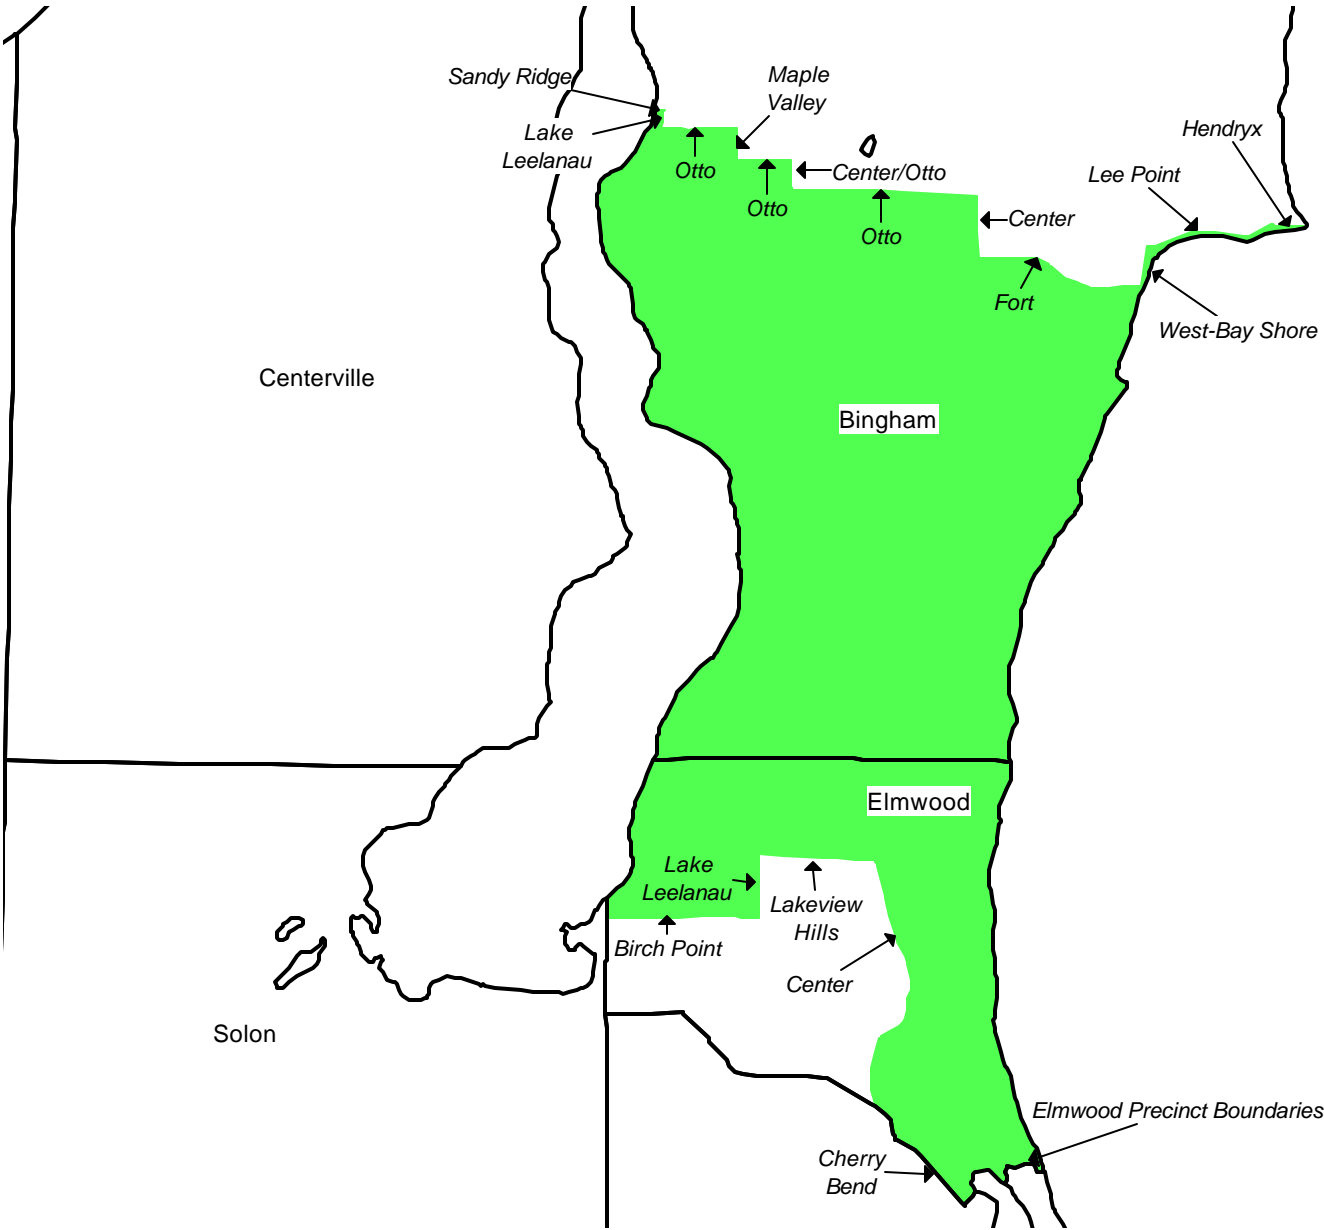 Sandy Ridge
Maple
Valley
Lake
Leelanau
Hendryx
Otto
Center/Otto
Lee Point
Otto
Center
Otto
Fort
West-Bay Shore
Centerville
Bingham
Elmwood
Lake
Leelanau
Lakeview
Hills
Birch Point
Center
Solon
Elmwood Precinct Boundaries
Cherry
Bend